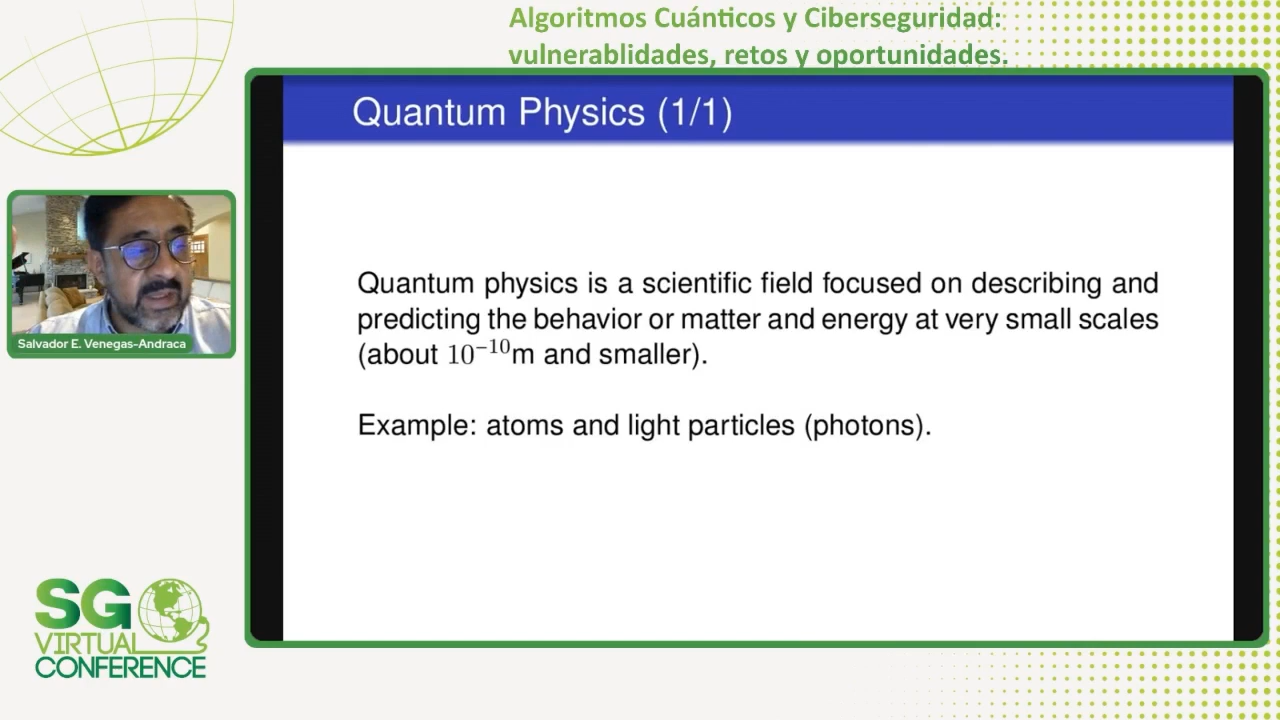 Algoritmos Cuánticos y Ciberseguridad:
vulnerablidades, retos y oportunidades.
Quantum Physics (1/1)
Quantum physics is a scientific field focused on describing and
predicting the behavior or matter and energy at very small scales
(about 10⁻¹⁰m and smaller).
Example: atoms and light particles (photons).
Salvador E. Venegas-Andraca
SG
VIRTUAL
CONFERENCE